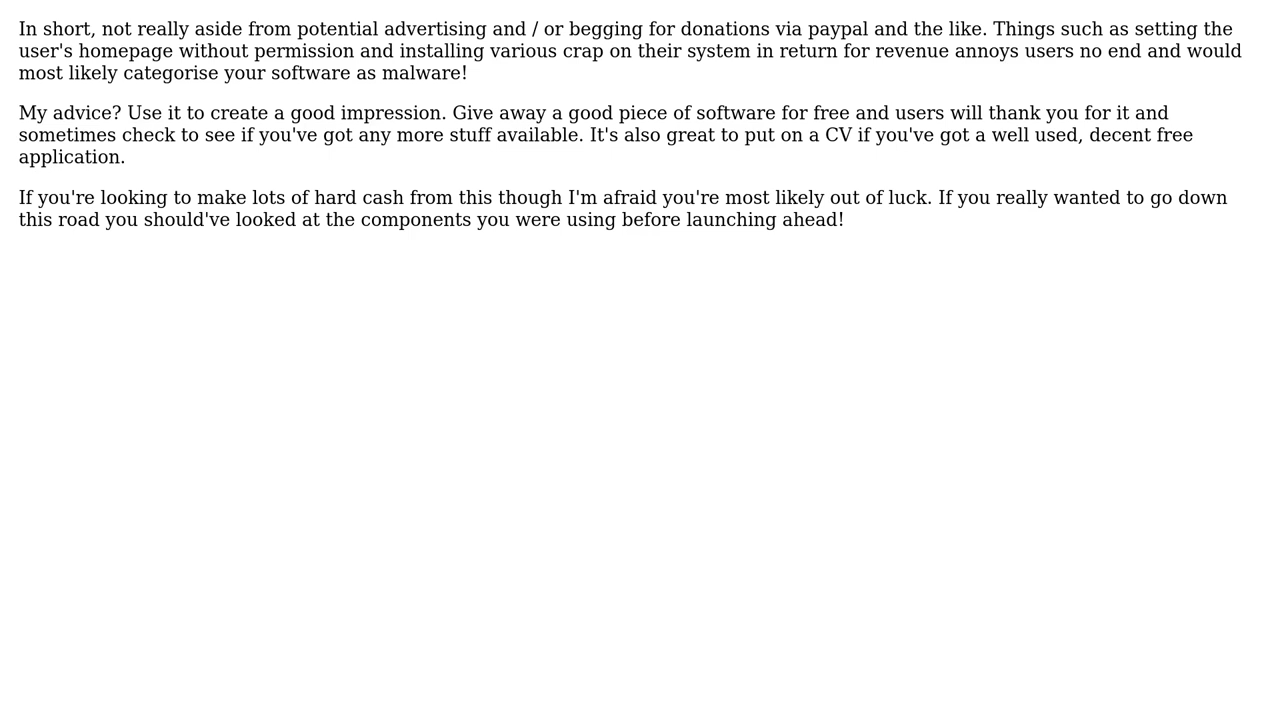 In short, not really aside from potential advertising and / or begging for donations via paypal and the like. Things such as setting the
user's homepage without permission and installing various crap on their system in return for revenue annoys users no end and would
most likely categorise your software as malware!
My advice? Use it to create a good impression. Give away a good piece of software for free and users will thank you for it and
sometimes check to see if you've got any more stuff available. It's also great to put on a CV if you've got a well used, decent free
application.
If you're looking to make lots of hard cash from this though I'm afraid you're most likely out of luck. If you really wanted to go down
this road you should've looked at the components you were using before launching ahead!